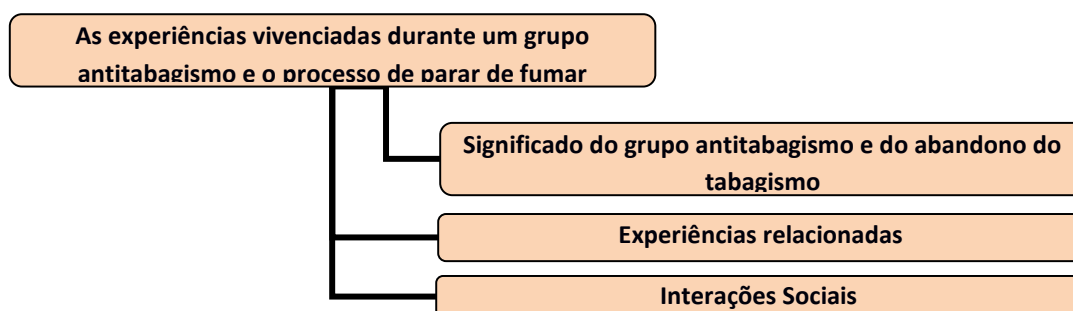 As experiências vivenciadas durante um grupo
antitabagismo e o processo de parar de fumar
Significado do grupo antitabagismo e do abandono do
tabagismo
Experiências relacionadas
Interações Sociais